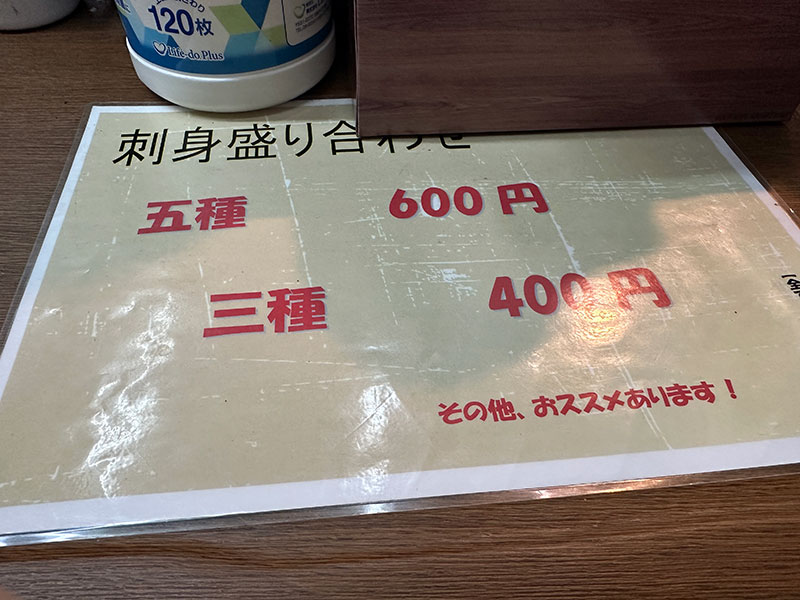 120枚
Life-do Plus
刺身盛り合わせ
五種 600円
三種 400円
その他、おススメあります！